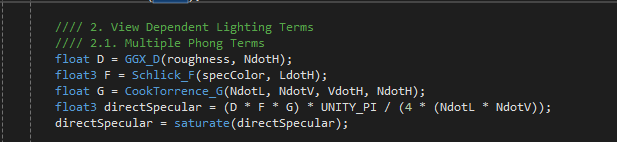 //// 2. View Dependent Lighting Terms
//// 2.1. Multiple Phong Terms
float D = GGX_D(roughness, NdotH);
float3 F = Schlick_F(specColor, LdotH);
float G = CookTorrence_G(NdotL, NdotV, VdotH, NdotH);
float3 directSpecular = (D * F * G) * UNITY_PI / (4 * (NdotL * NdotV));
directSpecular = saturate(directSpecular);